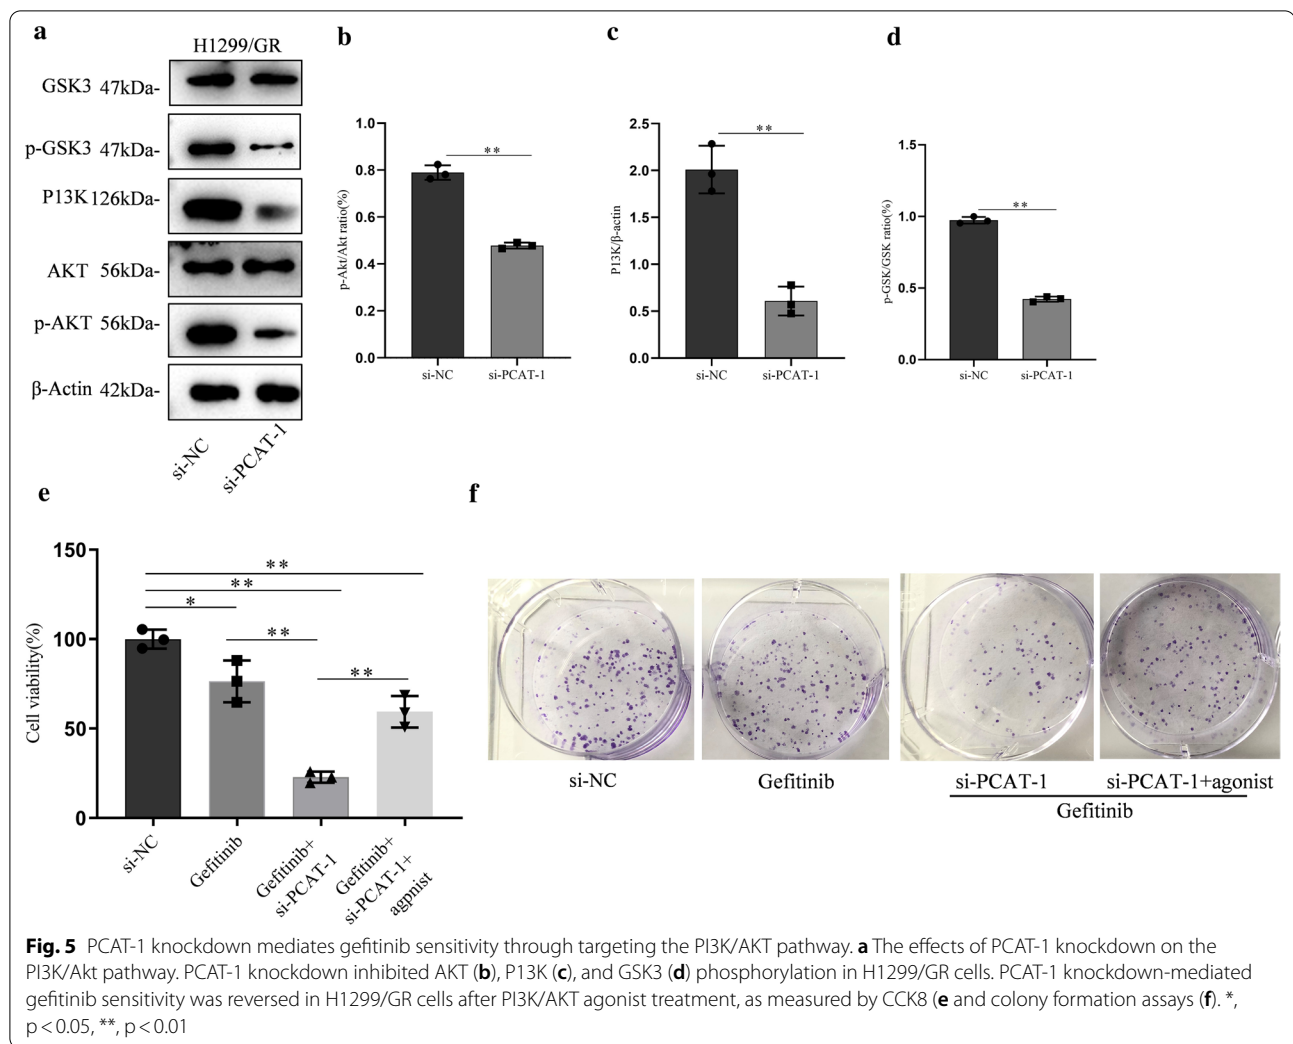 a
H1299/GR
GSK3 47kDa-
p-GSK3 47kDa-
P13K 126kDa-
AKT 56kDa-
p-AKT 56kDa-
β-Actin 42kDa-
si-NC
si-PCAT-1
b
p-Akt/Akt ratio(%)
1.0
0.8
0.6
0.4
0.2
0.0
**
si-NC si-PCAT-1
c
P13K/β-actin
2.5
2.0
1.5
1.0
0.5
0.0
**
si-NC si-PCAT-1
d
p-GSK/GSK ratio(%)
1.5
1.0
0.5
0.0
**
si-NC si-PCAT-1
e
Cell viability(%)
150
100
50
0
**
**
*
**
**
si-NC
Gefitinib
Gefitinib+
si-PCAT-1
Gefitinib+
si-PCAT-1+
agpnist
f
si-NC Gefitinib si-PCAT-1 si-PCAT-1+agonist
Gefitinib
Fig. 5 PCAT-1 knockdown mediates gefitinib sensitivity through targeting the PI3K/AKT pathway. a The effects of PCAT-1 knockdown on the
PI3K/Akt pathway. PCAT-1 knockdown inhibited AKT (b), P13K (c), and GSK3 (d) phosphorylation in H1299/GR cells. PCAT-1 knockdown-mediated
gefitinib sensitivity was reversed in H1299/GR cells after PI3K/AKT agonist treatment, as measured by CCK8 (e and colony formation assays (f). *,
p < 0.05, **, p < 0.01